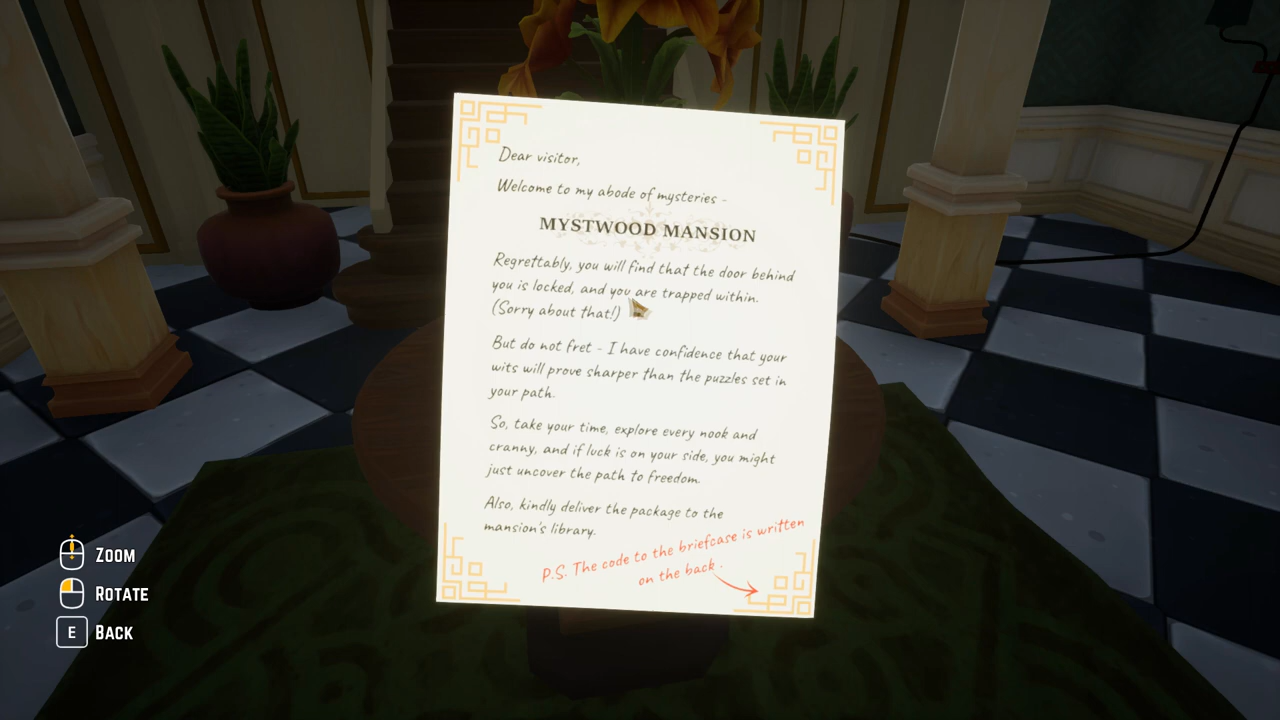 Dear visitor,
Welcome to my abode of mysteries -
MYSTWOOD MANSION
Regrettably, you will find that the door behind
you is locked, and you are trapped within.
(Sorry about that!)
But do not fret - I have confidence that your
wits will prove sharper than the puzzles set in
your path.
So, take your time, explore every nook and
cranny, and if luck is on your side, you might
just uncover the path to freedom.
Also, kindly deliver the package to the
mansion's library.
P.S. The code to the briefcase is written
on the back.
ZOOM
ROTATE
E BACK